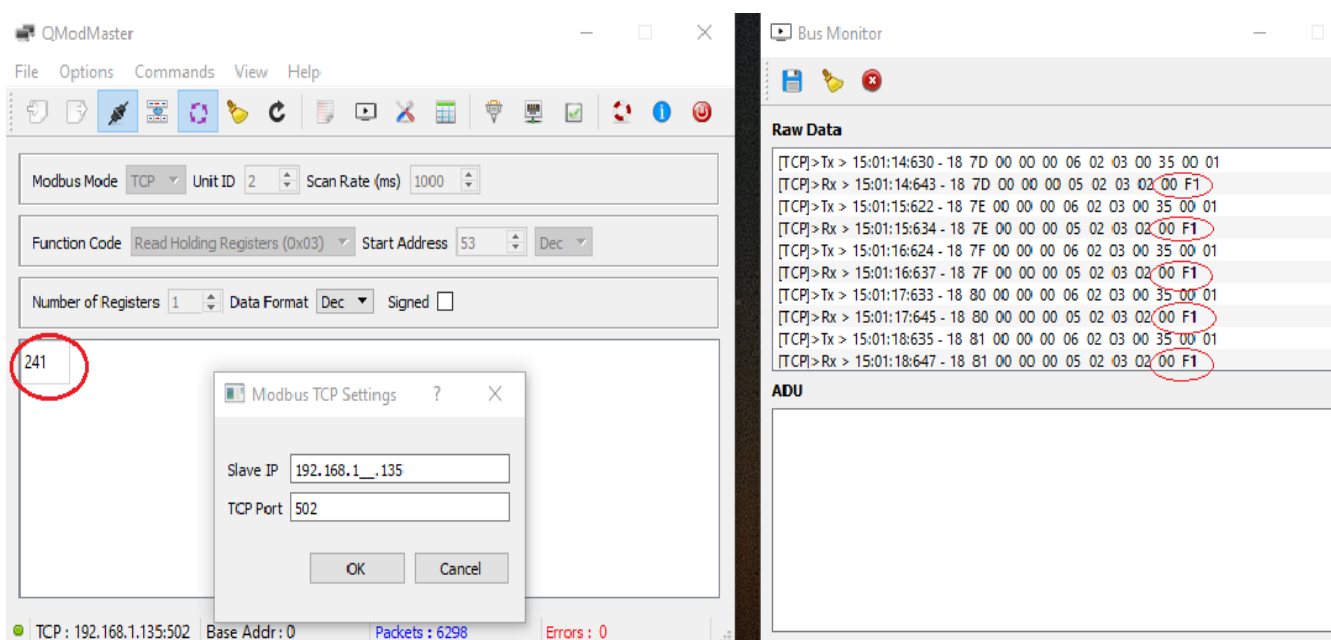 QModMaster
File Options Commands View Help
Modbus Mode TCP Unit ID 2 Scan Rate (ms) 1000
Function Code Read Holding Registers (0x03) Start Address 53 Dec
Number of Registers 1 Data Format Dec Signed
241
Modbus TCP Settings ?
Slave IP 192.168.1__.135
TCP Port 502
OK Cancel
TCP : 192.168.1.135:502 Base Addr : 0 Packets : 6298 Errors : 0
Bus Monitor
Raw Data
[TCP]>Tx > 15:01:14:630 - 18 7D 00 00 00 06 02 03 00 35 00 01
[TCP]>Rx > 15:01:14:643 - 18 7D 00 00 00 05 02 03 02 00 F1
[TCP]>Tx > 15:01:15:622 - 18 7E 00 00 00 06 02 03 00 35 00 01
[TCP]>Rx > 15:01:15:634 - 18 7E 00 00 00 05 02 03 02 00 F1
[TCP]>Tx > 15:01:16:624 - 18 7F 00 00 00 06 02 03 00 35 00 01
[TCP]>Rx > 15:01:16:637 - 18 7F 00 00 00 05 02 03 02 00 F1
[TCP]>Tx > 15:01:17:633 - 18 80 00 00 00 06 02 03 00 35 00 01
[TCP]>Rx > 15:01:17:645 - 18 80 00 00 00 05 02 03 02 00 F1
[TCP]>Tx > 15:01:18:635 - 18 81 00 00 00 06 02 03 00 35 00 01
[TCP]>Rx > 15:01:18:647 - 18 81 00 00 00 05 02 03 02 00 F1
ADU